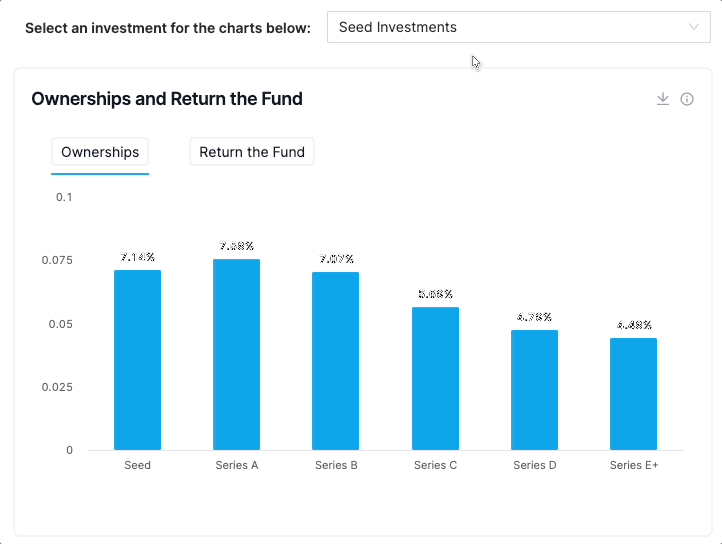 Select an investment for the charts below:
Seed Investments
Ownerships and Return the Fund
Ownerships
Return the Fund
0.1
0.075
0.05
0.025
0
7.14%
7.58%
7.07%
5.68%
4.78%
4.48%
Seed
Series A
Series B
Series C
Series D
Series E+